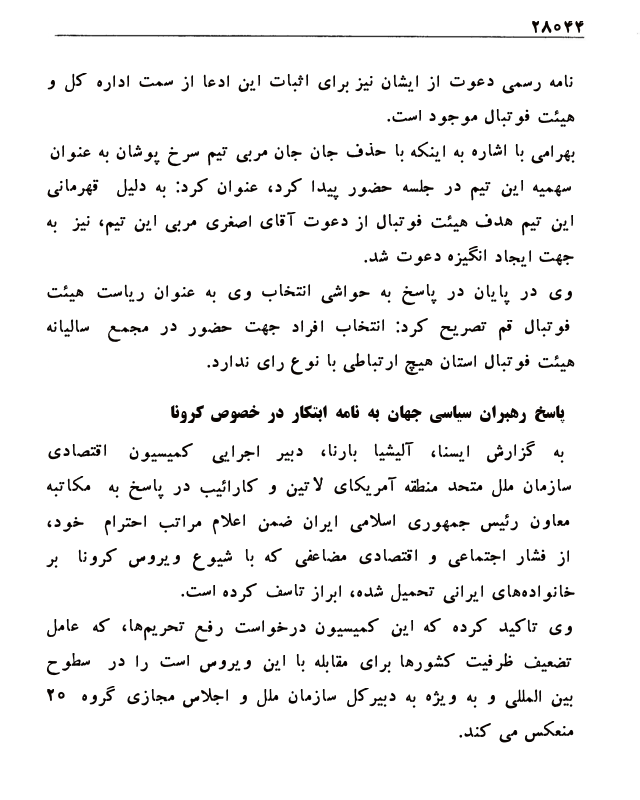 ۲۸۰۴۴
نامه رسمی دعوت از ایشان نیز برای اثبات این ادعا از سمت اداره کل و
هیئت فوتبال موجود است.
بهرامی با اشاره به اینکه با حذف جان جان مربی تیم سرخ پوشان به عنوان
سهمیه این تیم در جلسه حضور پیدا کرد، عنوان کرد: به دلیل قهرمانی
این تیم هدف هیئت فوتبال از دعوت آقای اصغری مربی این تیم، نیز به
جهت ایجاد انگیزه دعوت شد.
وی در پایان در پاسخ به حواشی انتخاب وی به عنوان ریاست هیئت
فوتبال قم تصریح کرد: انتخاب افراد جهت حضور در مجمع سالیانه
هیئت فوتبال استان هیچ ارتباطی با نوع رای ندارد.
پاسخ رهبران سیاسی جهان به نامه ابتکار در خصوص کرونا
به گزارش ایسنا، آلیشیا بارنا، دبیر اجرایی کمیسیون اقتصادی
سازمان ملل متحد منطقه آمریکای لاتین و کارائیب در پاسخ به مکاتبه
معاون رئیس جمهوری اسلامی ایران ضمن اعلام مراتب احترام خود،
از فشار اجتماعی و اقتصادی مضاعفی که با شیوع ویروس کرونا بر
خانواده‌های ایرانی تحمیل شده، ابراز تاسف کرده است.
وی تاکید کرده که این کمیسیون درخواست رفع تحریم‌ها، که عامل
تضعیف ظرفیت کشورها برای مقابله با این ویروس است را در سطوح
بین المللی و به ویژه به دبیرکل سازمان ملل و اجلاس مجازی گروه ۲۰
منعکس می کند.